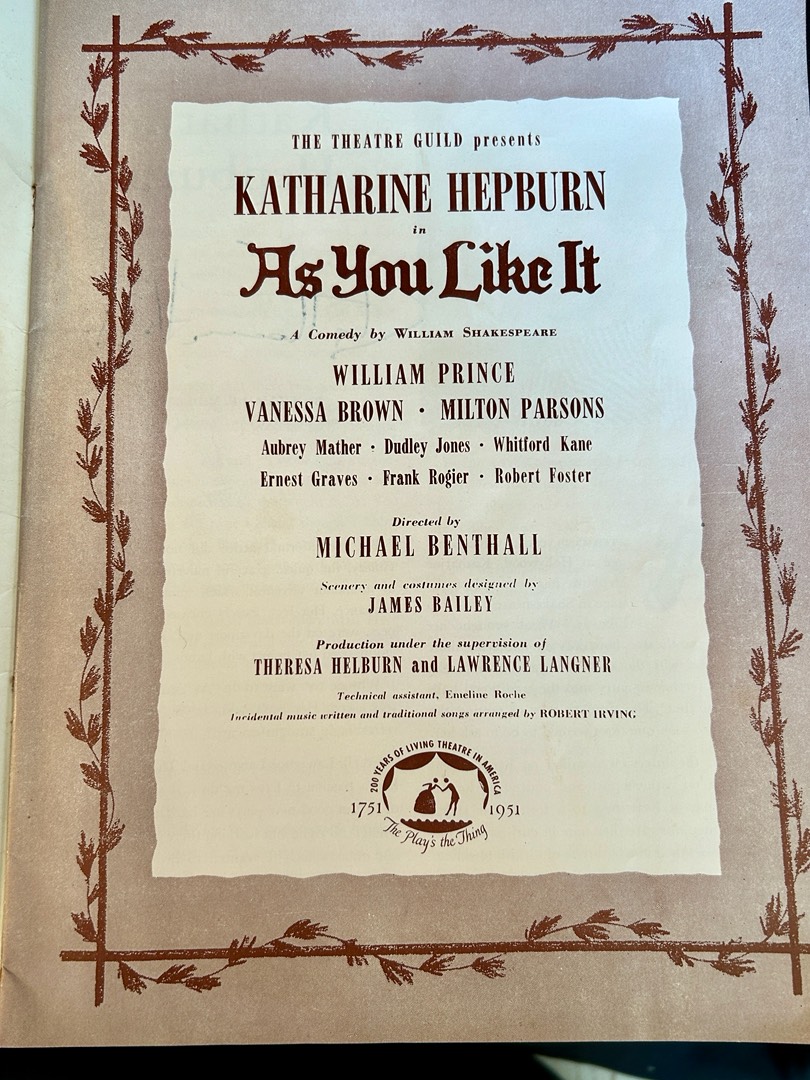 THE THEATRE GUILD presents
KATHARINE HEPBURN
in
As You Like It
A Comedy by WILLIAM SHAKESPEARE
WILLIAM PRINCE
VANESSA BROWN • MILTON PARSONS
Aubrey Mather • Dudley Jones • Whitford Kane
Ernest Graves • Frank Rogier • Robert Foster
Directed by
MICHAEL BENTHALL
Scenery and costumes designed by
JAMES BAILEY
Production under the supervision of
THERESA HELBURN and LAWRENCE LANGNER
Technical assistant, Emeline Roche
Incidental music written and traditional songs arranged by ROBERT IRVING
200 YEARS OF LIVING THEATRE IN AMERICA
1751 1951
The Play's the Thing